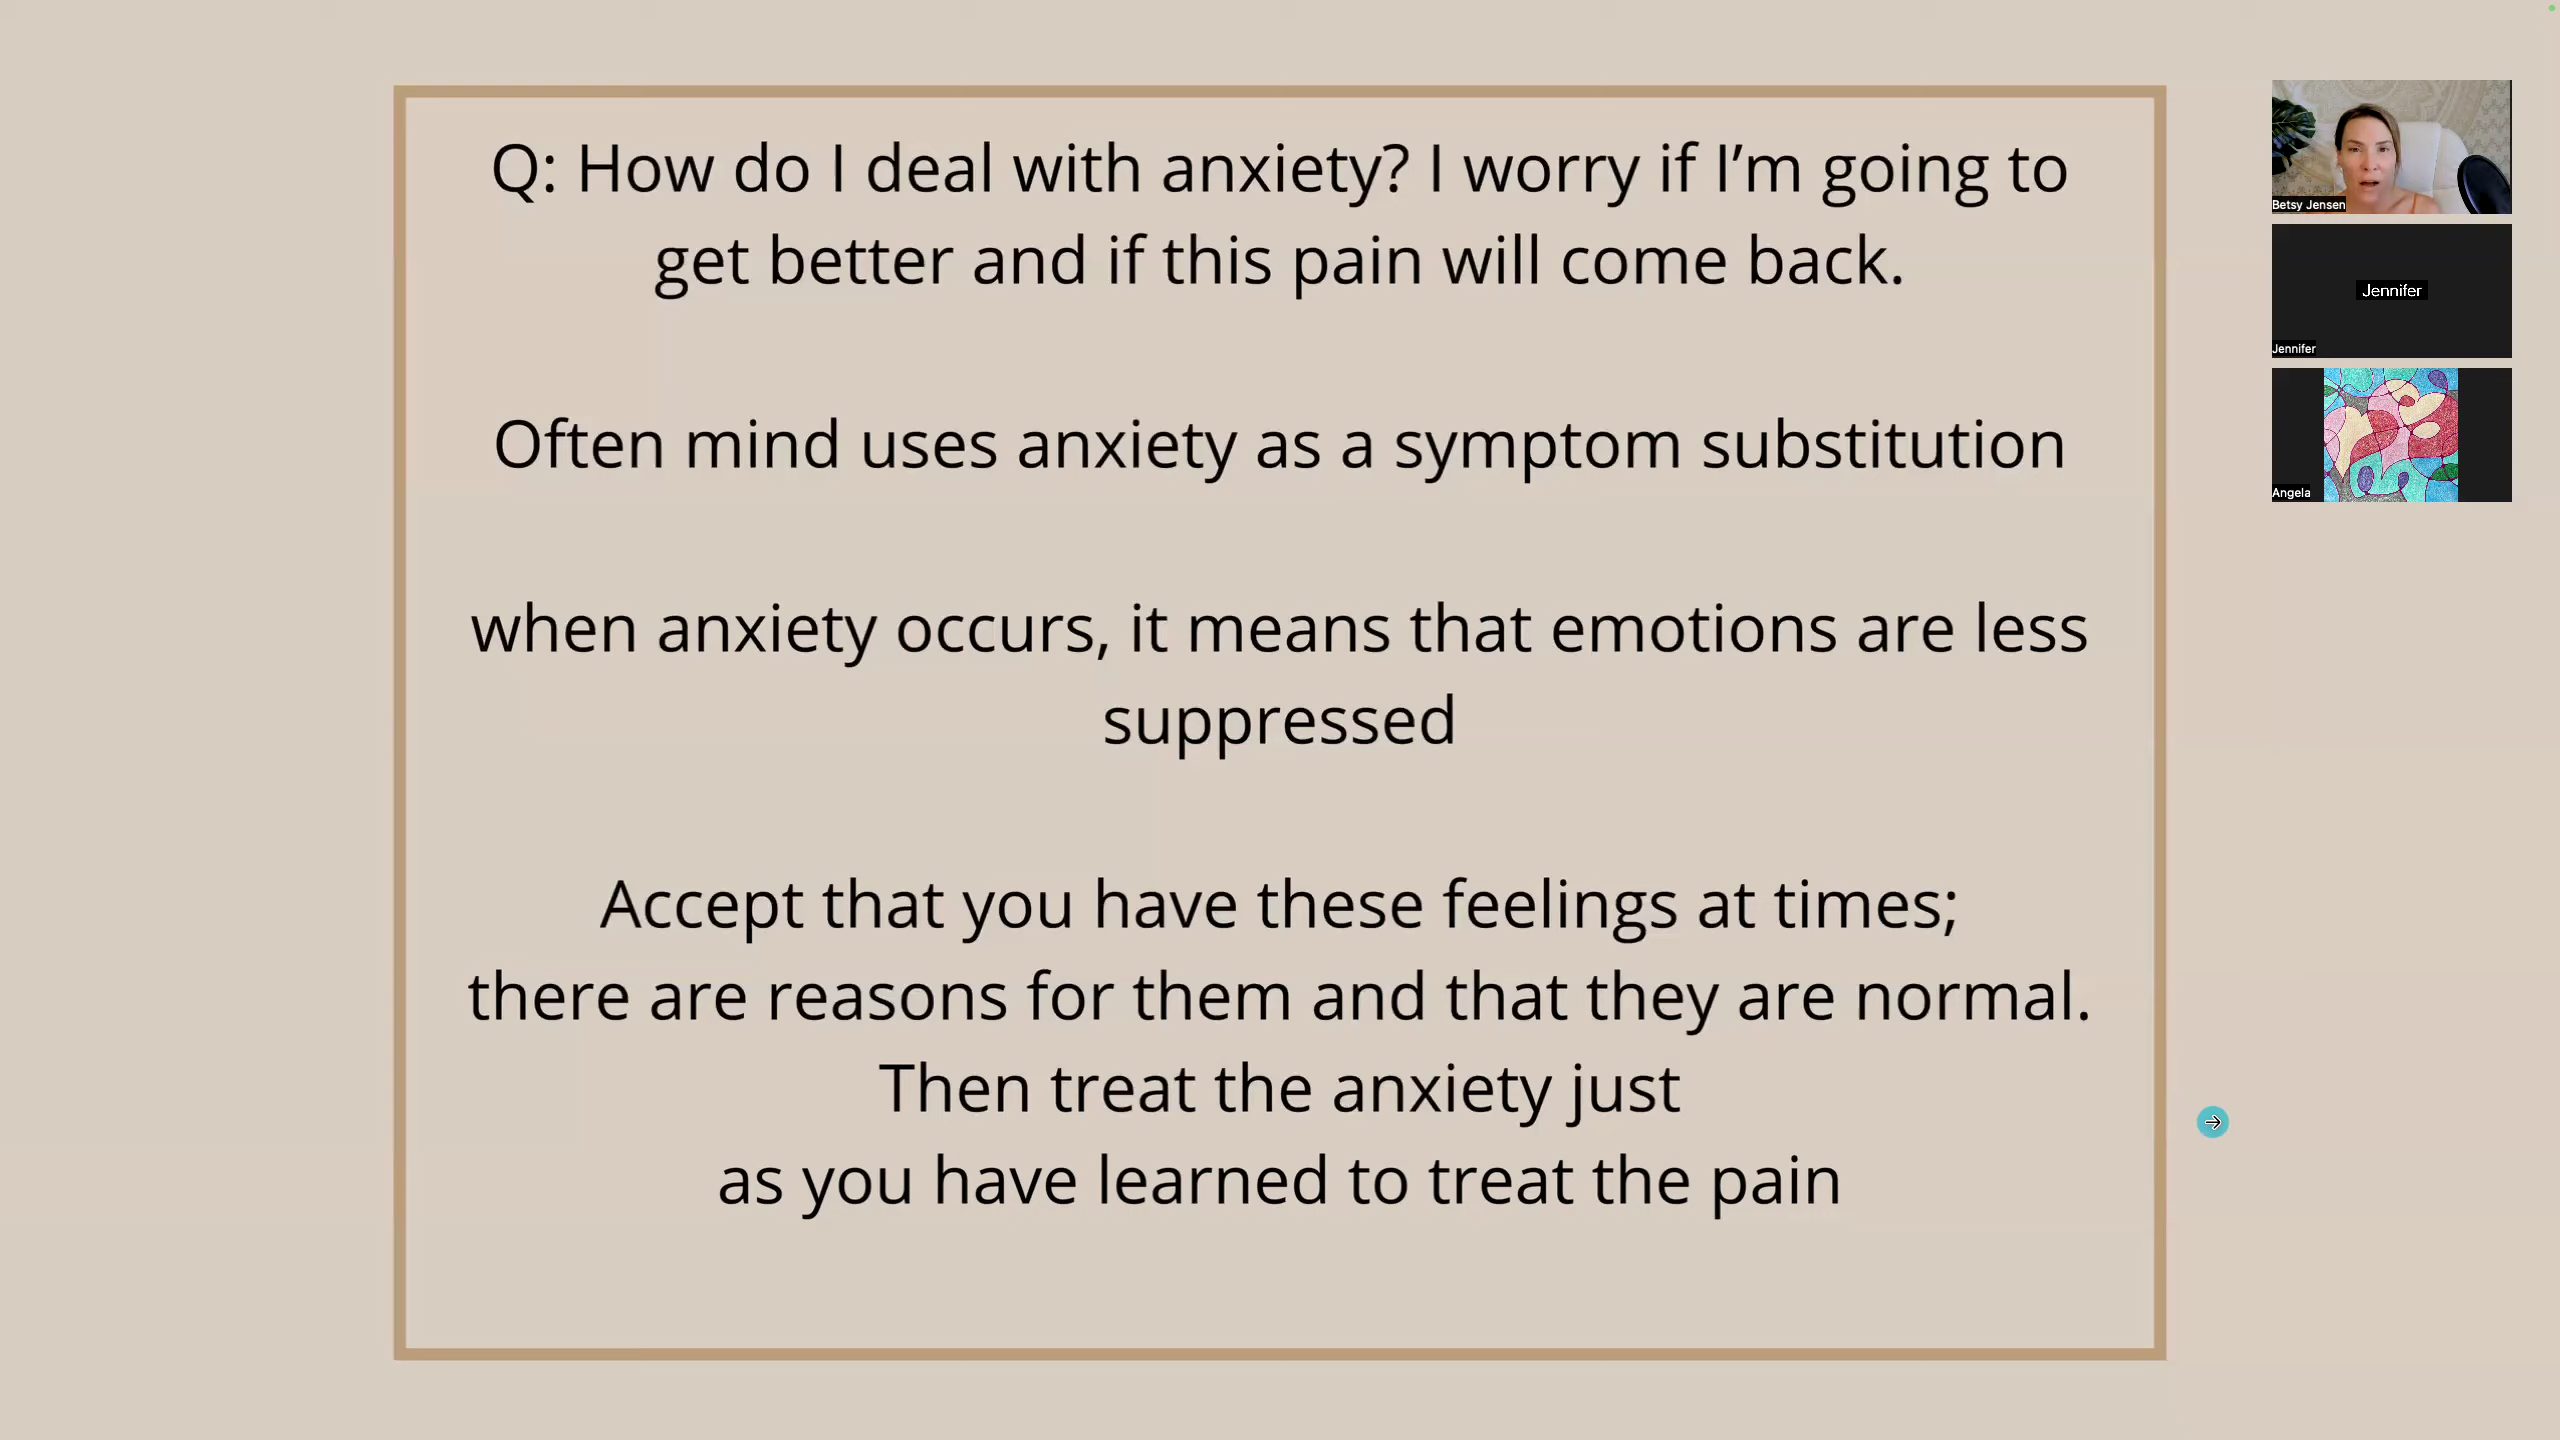 Q: How do I deal with anxiety? I worry if I’m going to
get better and if this pain will come back.
Often mind uses anxiety as a symptom substitution
when anxiety occurs, it means that emotions are less
suppressed
Accept that you have these feelings at times;
there are reasons for them and that they are normal.
Then treat the anxiety just
as you have learned to treat the pain
Betsy Jensen
Jennifer
Jennifer
Angela